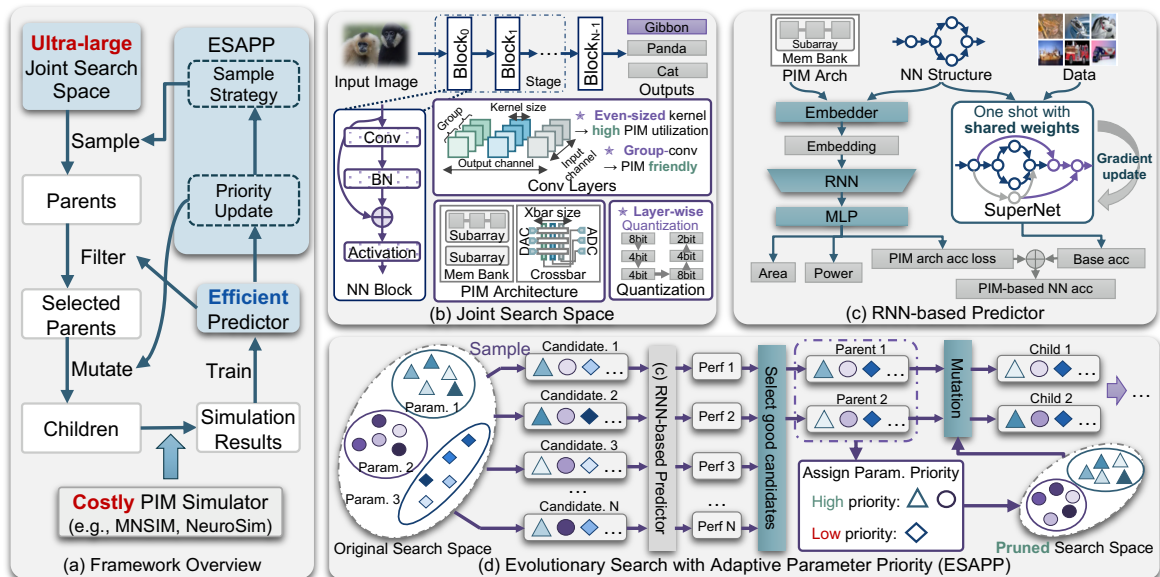 Ultra-large
Joint Search
Space
ESAPP
Sample
Strategy
Sample
Parents
Priority
Update
Filter
Selected
Parents
Efficient
Predictor
Mutate
Train
Children
Simulation
Results
Costly PIM Simulator
(e.g., MNSIM, NeuroSim)
(a) Framework Overview
Input Image
Block0
Block1
....
BlockN-1
Stage
Gibbon
Panda
Cat
Outputs
Conv
BN
Activation
NN Block
Group
Kernel size
Output channel
Input channel
★ Even-sized kernel
→ high PIM utilization
★ Group-conv
→ PIM friendly
Conv Layers
Subarray
Subarray
Mem Bank
Xbar size
DAC
ADC
Crossbar
PIM Architecture
★ Layer-wise
Quantization
8bit
2bit
4bit
4bit
4bit
8bit
Quantization
(b) Joint Search Space
Subarray
Mem Bank
PIM Arch
NN Structure
Data
Embedder
Embedding
RNN
MLP
One shot with
shared weights
SuperNet
Gradient
update
Area
Power
PIM arch acc loss
Base acc
PIM-based NN acc
(c) RNN-based Predictor
Param. 1
Param. 2
Param. 3
Original Search Space
Sample
Candidate. 1
...
Candidate. 2
...
Candidate. 3
...
...
Candidate. N
...
(c) RNN-based Predictor
Perf 1
Perf 2
Perf 3
...
Perf N
Select good candidates
Parent 1
...
Parent 2
...
Mutation
Child 1
...
Child 2
...
...
Assign Param. Priority
High priority:
Low priority:
Pruned Search Space
(d) Evolutionary Search with Adaptive Parameter Priority (ESAPP)